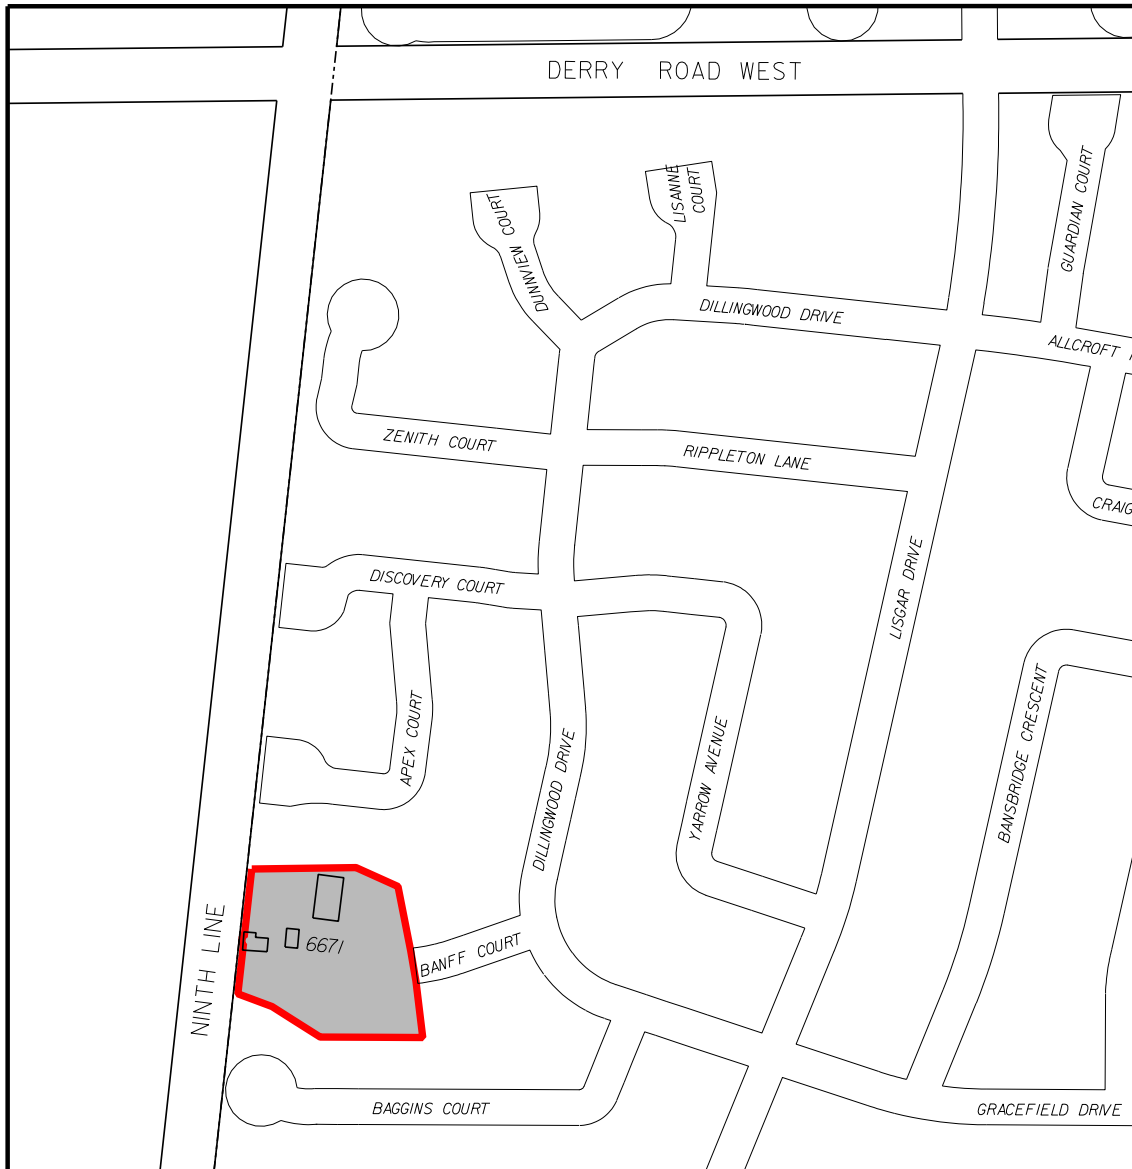 DERRY ROAD WEST
LISANNE
COURT
GUARDIAN COURT
DUNNVIEW COURT
DILLINGWOOD DRIVE
ALLCROFT
ZENITH COURT
RIPPLETON LANE
CRAIG
DISCOVERY COURT
LISGAR DRIVE
APEX COURT
BANSBRIDGE CRESCENT
YARROW AVENUE
DILLINGWOOD DRIVE
NINTH LINE
6671
BANFF COURT
BAGGINS COURT
GRACEFIELD DRIVE